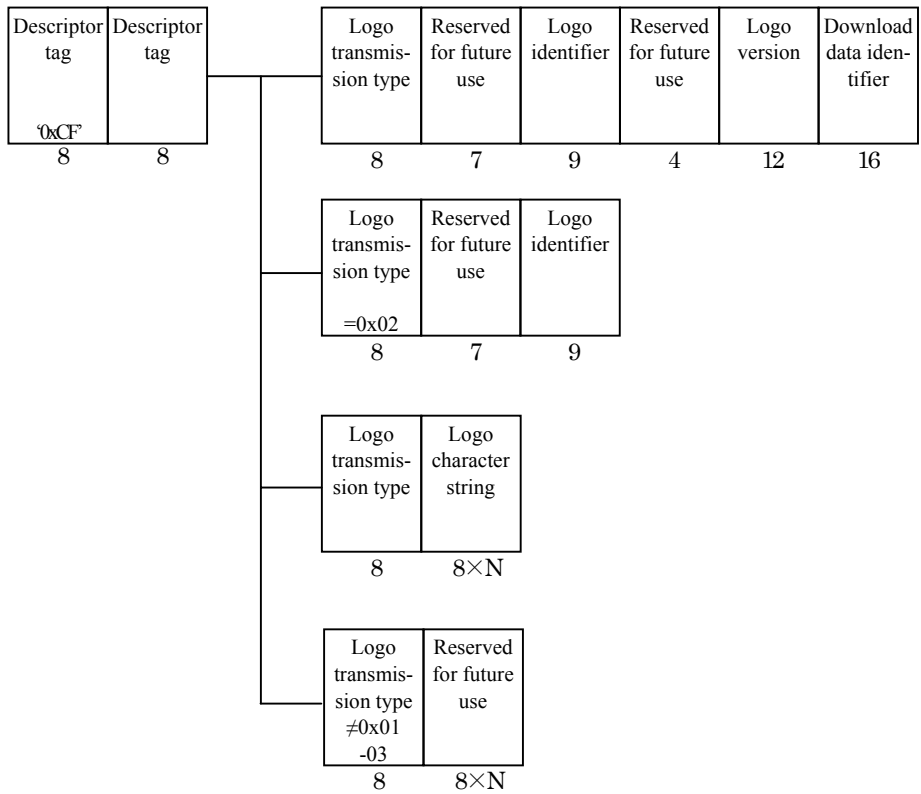 Descriptor
tag
'0xCF'
8
Descriptor
tag
8
Logo
transmis-
sion type
8
Reserved
for future
use
7
Logo
identifier
9
Reserved
for future
use
4
Logo
version
12
Download
data iden-
tifier
16
Logo
transmis-
sion type
=0x02
8
Reserved
for future
use
7
Logo
identifier
9
Logo
transmis-
sion type
8
Logo
character
string
8×N
Logo
transmis-
sion type
≠0x01
-03
8
Reserved
for future
use
8×N